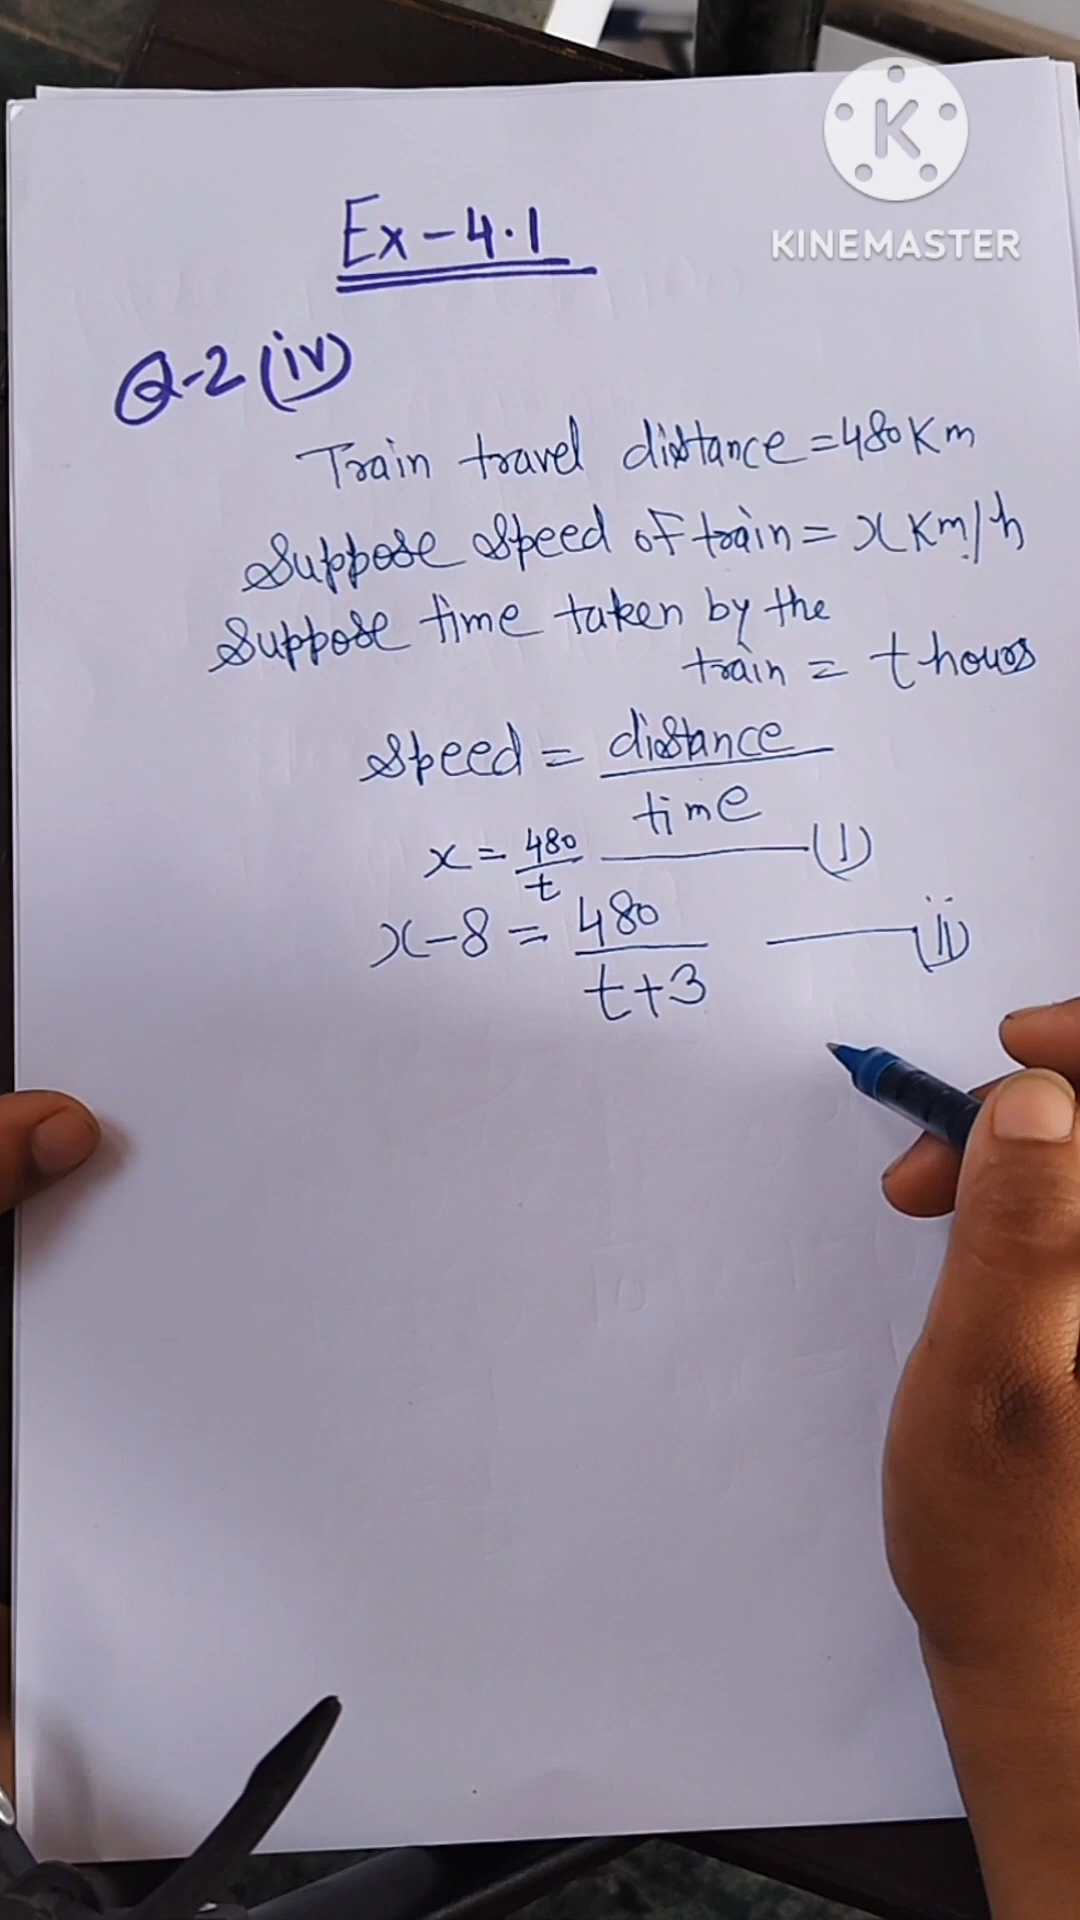 K
KINEMASTER
Ex-4.1
Q-2 (iv)
Train travel distance = 480 Km
Suppose speed of train = x Km/h
Suppose time taken by the
train = t hours
Speed = distance
time
x = 480/t (I)
x-8 = 480/t+3 (ii)